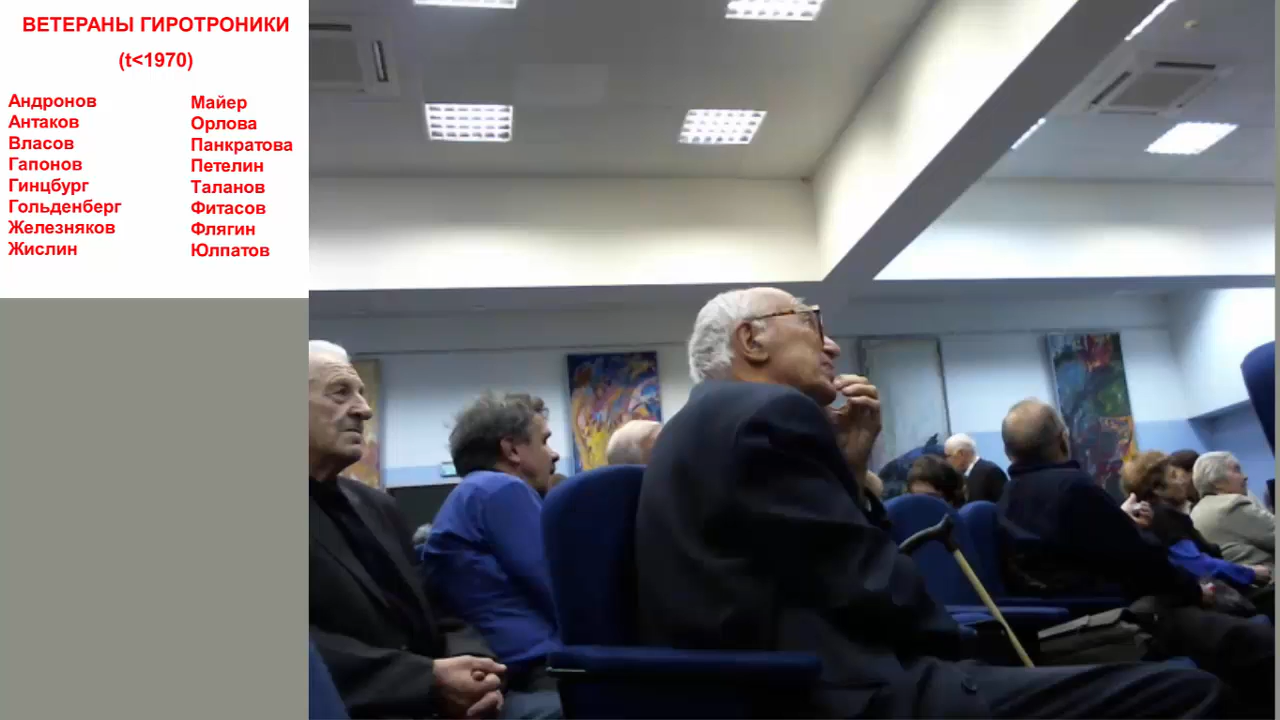 ВЕТЕРАНЫ ГИРОТРОНИКИ
(t<1970)
Андронов
Антаков
Власов
Гапонов
Гинцбург
Гольденберг
Железняков
Жислин
Майер
Орлова
Панкратова
Петелин
Таланов
Фитасов
Флягин
Юлпатов